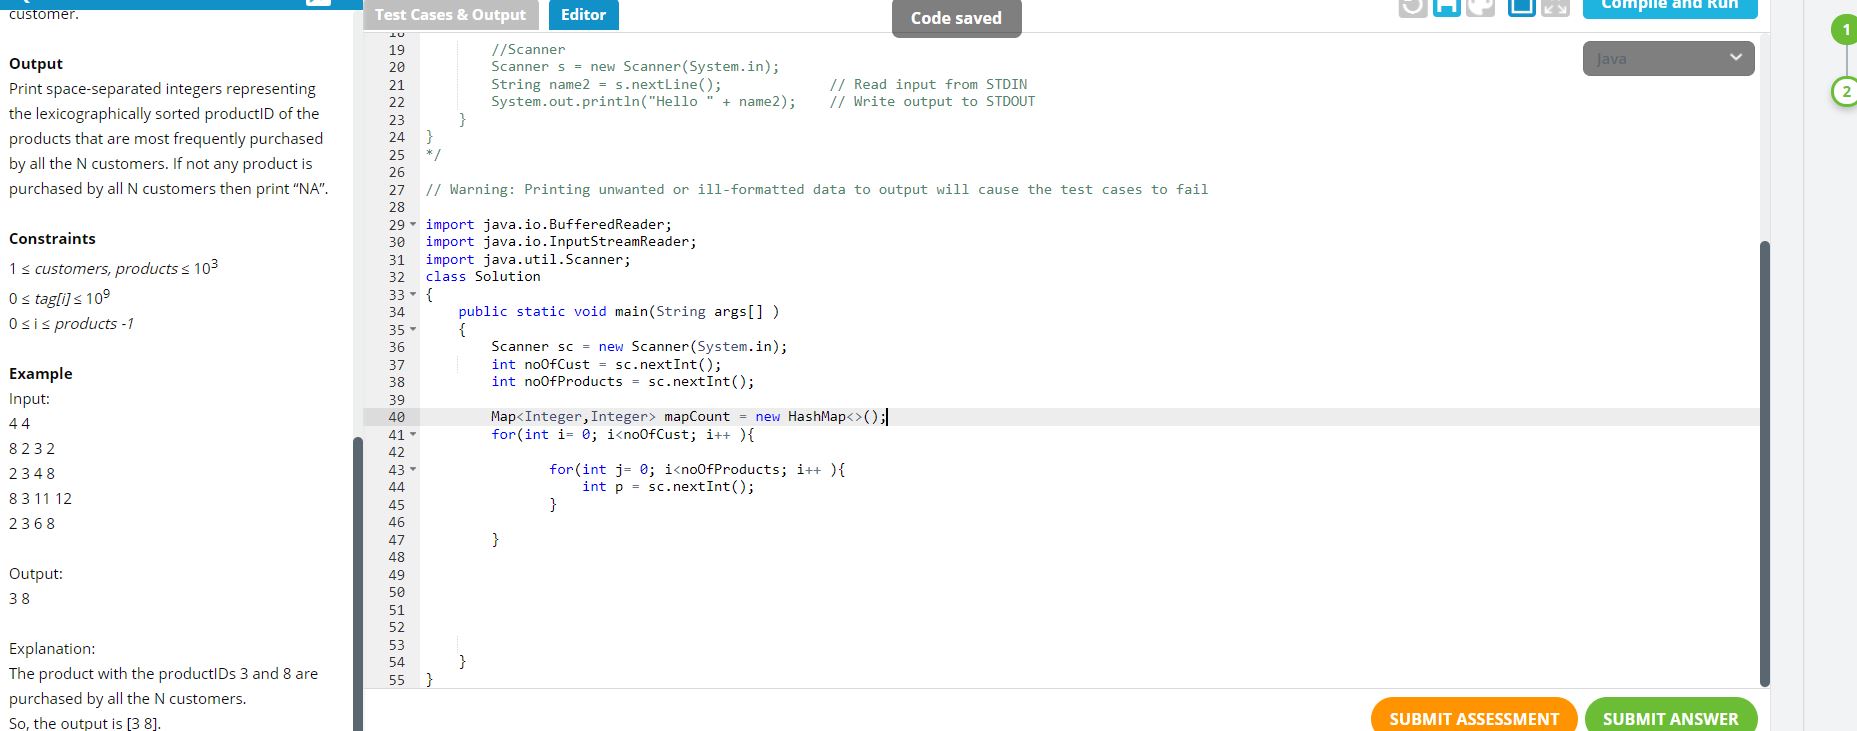 customer.
Output
Print space-separated integers representing
the lexicographically sorted productID of the
products that are most frequently purchased
by all the N customers. If not any product is
purchased by all N customers then print “NA”.
Constraints
1 ≤ customers, products ≤ 10³
0 ≤ tag[i] ≤ 10⁹
0 ≤ i ≤ products -1
Example
Input:
4 4
8 2 3 2
2 3 4 8
8 3 11 12
2 3 6 8
Output:
3 8
Explanation:
The product with the productIDs 3 and 8 are
purchased by all the N customers.
So, the output is [3 8].
Test Cases & Output
Editor
Code saved
Compile and Run
Java
19 //Scanner
20 Scanner s = new Scanner(System.in);
21 String name2 = s.nextLine(); // Read input from STDIN
22 System.out.println("Hello " + name2); // Write output to STDOUT
23 }
24 }
25 */
26
27 // Warning: Printing unwanted or ill-formatted data to output will cause the test cases to fail
28
29 import java.io.BufferedReader;
30 import java.io.InputStreamReader;
31 import java.util.Scanner;
32 class Solution
33 {
34 public static void main(String args[] )
35 {
36 Scanner sc = new Scanner(System.in);
37 int noOfCust = sc.nextInt();
38 int noOfProducts = sc.nextInt();
39
40 Map<Integer,Integer> mapCount = new HashMap<>();
41 for(int i= 0; i<noOfCust; i++ ){
42
43 for(int j= 0; i<noOfProducts; i++ ){
44 int p = sc.nextInt();
45 }
46
47 }
48
49
50
51
52
53
54 }
55 }
SUBMIT ASSESSMENT
SUBMIT ANSWER
1
2